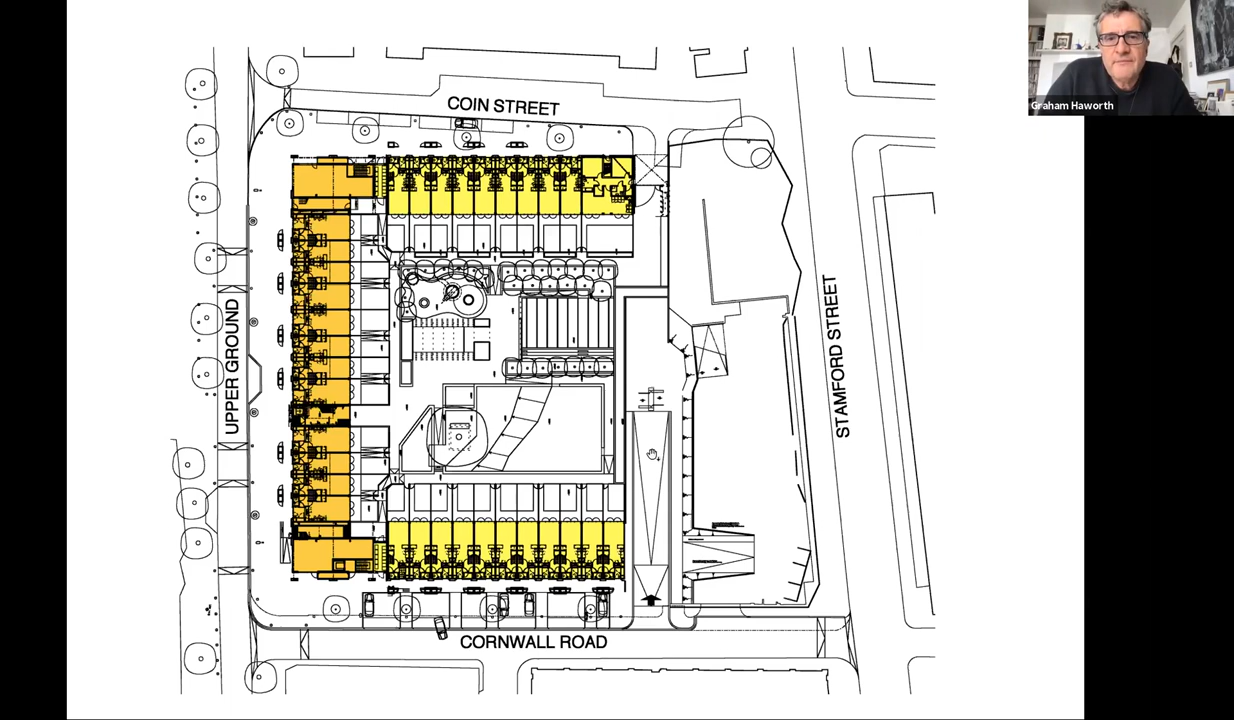 COIN STREET
Graham Haworth
UPPER GROUND
STAMFORD STREET
CORNWALL ROAD